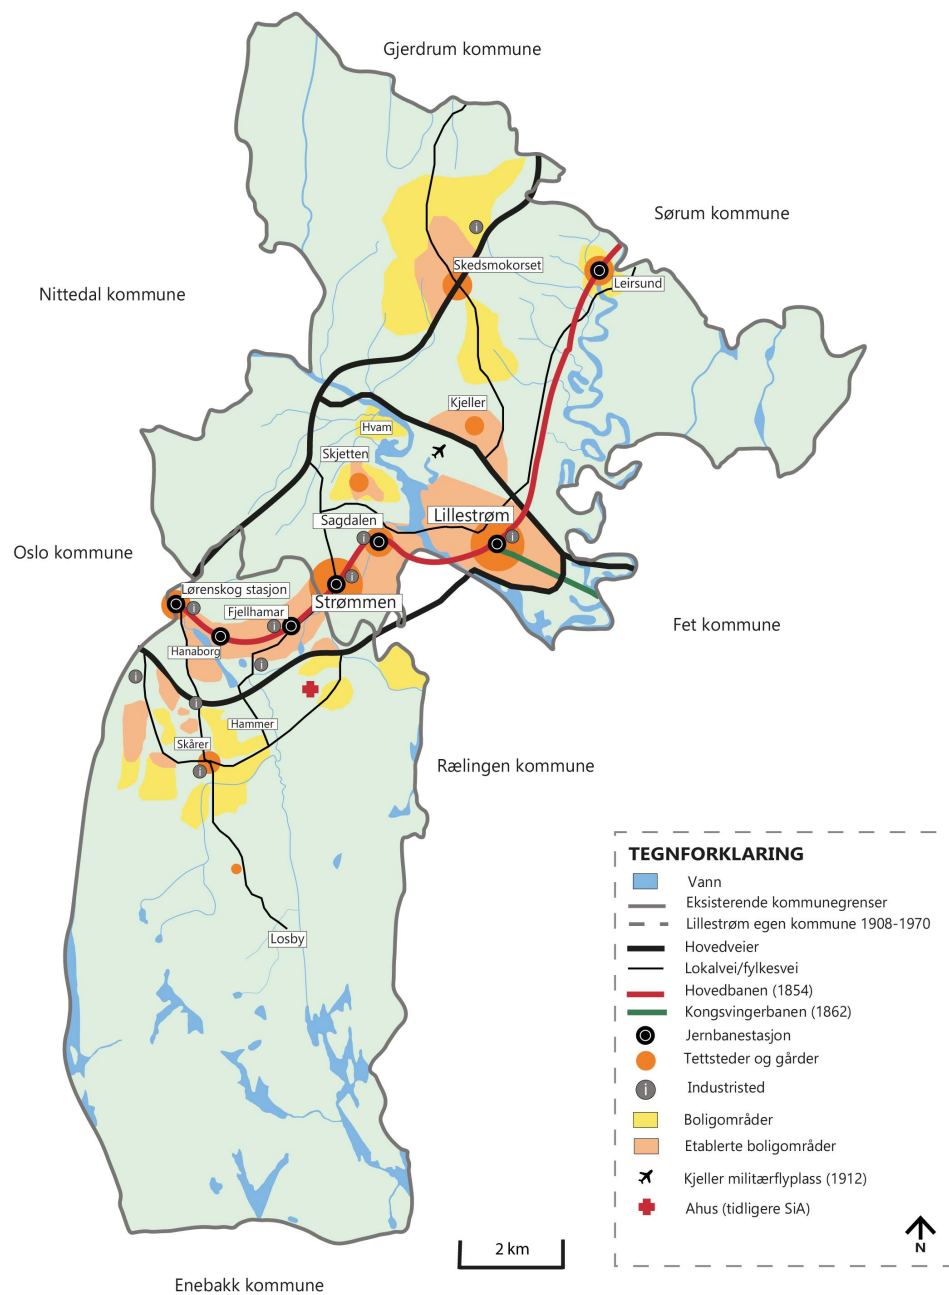 Gjerdrum kommune
Sørum kommune
Skedsmokorset
Leirsund
Nittedal kommune
Kjeller
Hvam
Skjetten
Lillestrøm
Sagdalen
Oslo kommune
Lørenskog stasjon
Strømmen
Fjellhamar
Fet kommune
Hanaborg
Hammer
Skårer
Rælingen kommune
Losby
TEGNFORKLARING
Vann
Eksisterende kommunegrenser
Lillestrøm egen kommune 1908-1970
Hovedveier
Lokalvei/fylkesvei
Hovedbanen (1854)
Kongsvingerbanen (1862)
Jernbanestasjon
Tettsteder og gårder
i Industristed
Boligområder
Etablerte boligområder
Kjeller militærflyplass (1912)
Ahus (tidligere SiA)
N
2 km
Enebakk kommune